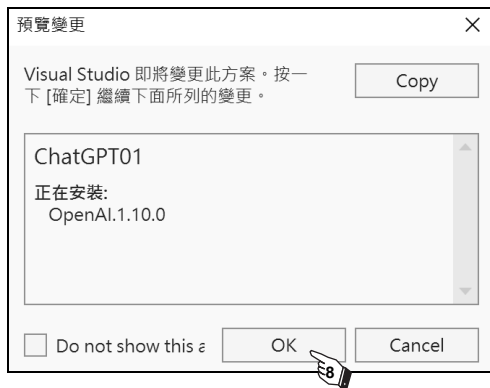 預覽變更
Visual Studio 即將變更此方案。按一
下 [確定] 繼續下面所列的變更。
Copy
ChatGPT01
正在安裝:
OpenAI.1.10.0
Do not show this a
OK
Cancel
8